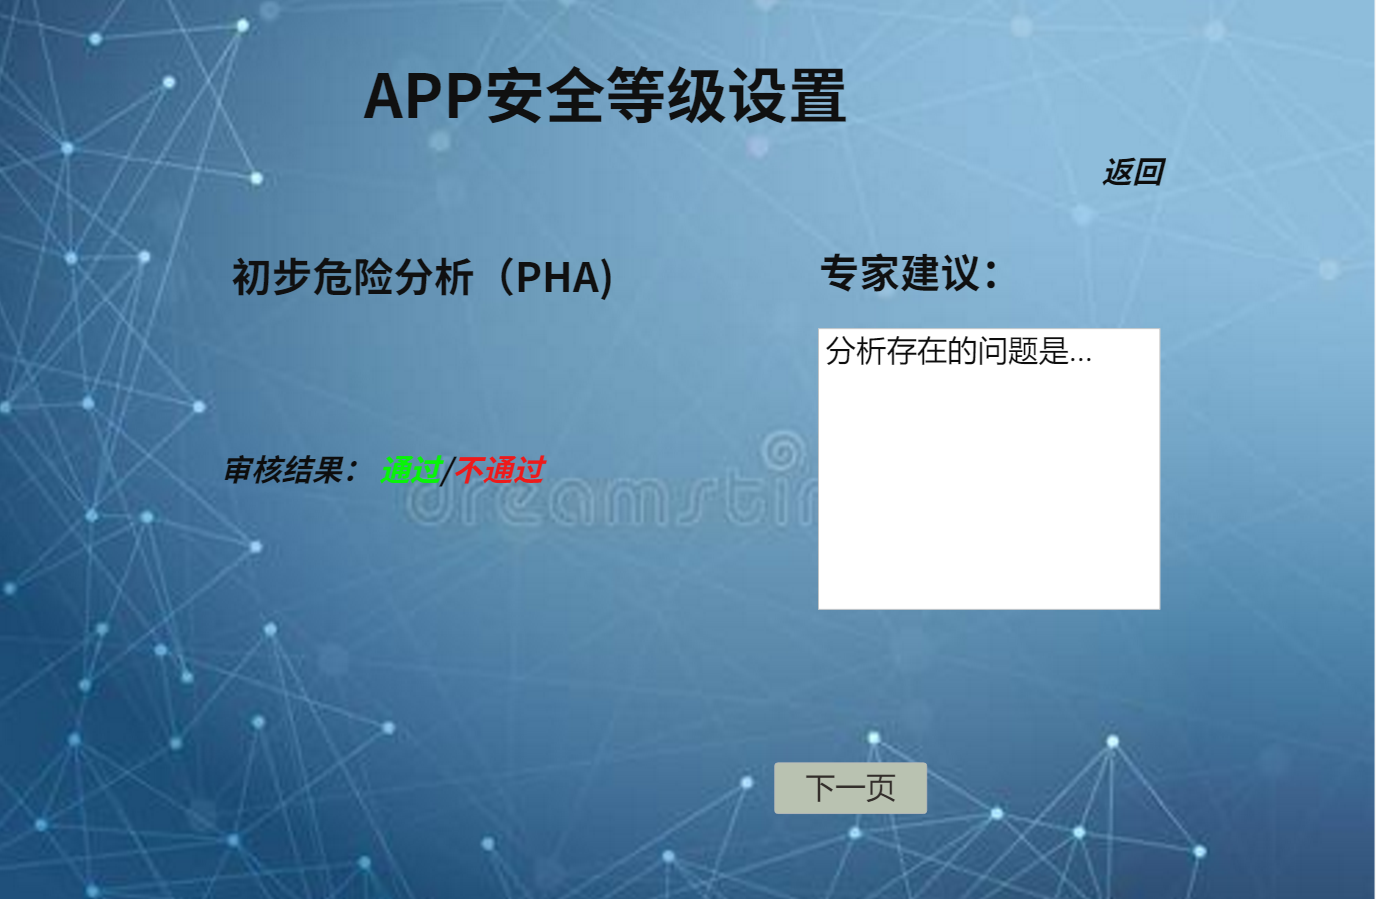 APP安全等级设置
返回
初步危险分析（PHA)
专家建议：
分析存在的问题是...
审核结果： 通过/不通过
dreamstin
下一页